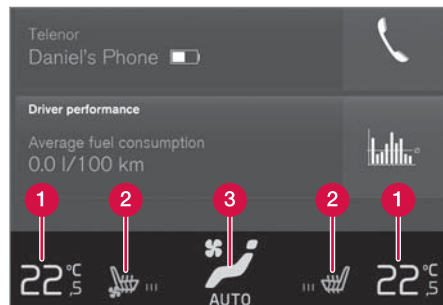 Telenor
Daniel's Phone
Driver performance
Average fuel consumption
0.0 l/100 km
1 2 3 2 1
22°C,5 AUTO 22°C,5